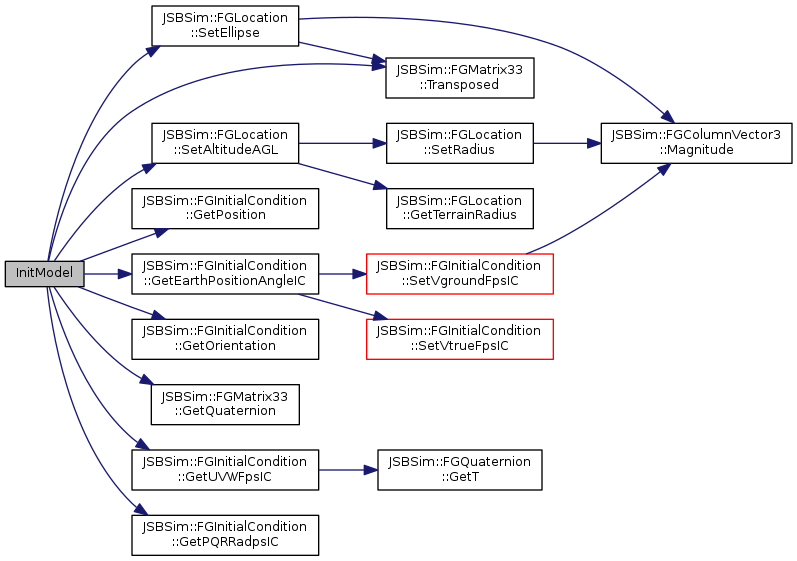 JSBSim::FGLocation
::SetEllipse
JSBSim::FGMatrix33
::Transposed
JSBSim::FGLocation
::SetAltitudeAGL
JSBSim::FGLocation
::SetRadius
JSBSim::FGColumnVector3
::Magnitude
JSBSim::FGInitialCondition
::GetPosition
JSBSim::FGLocation
::GetTerrainRadius
InitModel
JSBSim::FGInitialCondition
::GetEarthPositionAngleIC
JSBSim::FGInitialCondition
::SetVgroundFpsIC
JSBSim::FGInitialCondition
::GetOrientation
JSBSim::FGInitialCondition
::SetVtrueFpsIC
JSBSim::FGMatrix33
::GetQuaternion
JSBSim::FGInitialCondition
::GetUVWFpsIC
JSBSim::FGQuaternion
::GetT
JSBSim::FGInitialCondition
::GetPQRRadpsIC